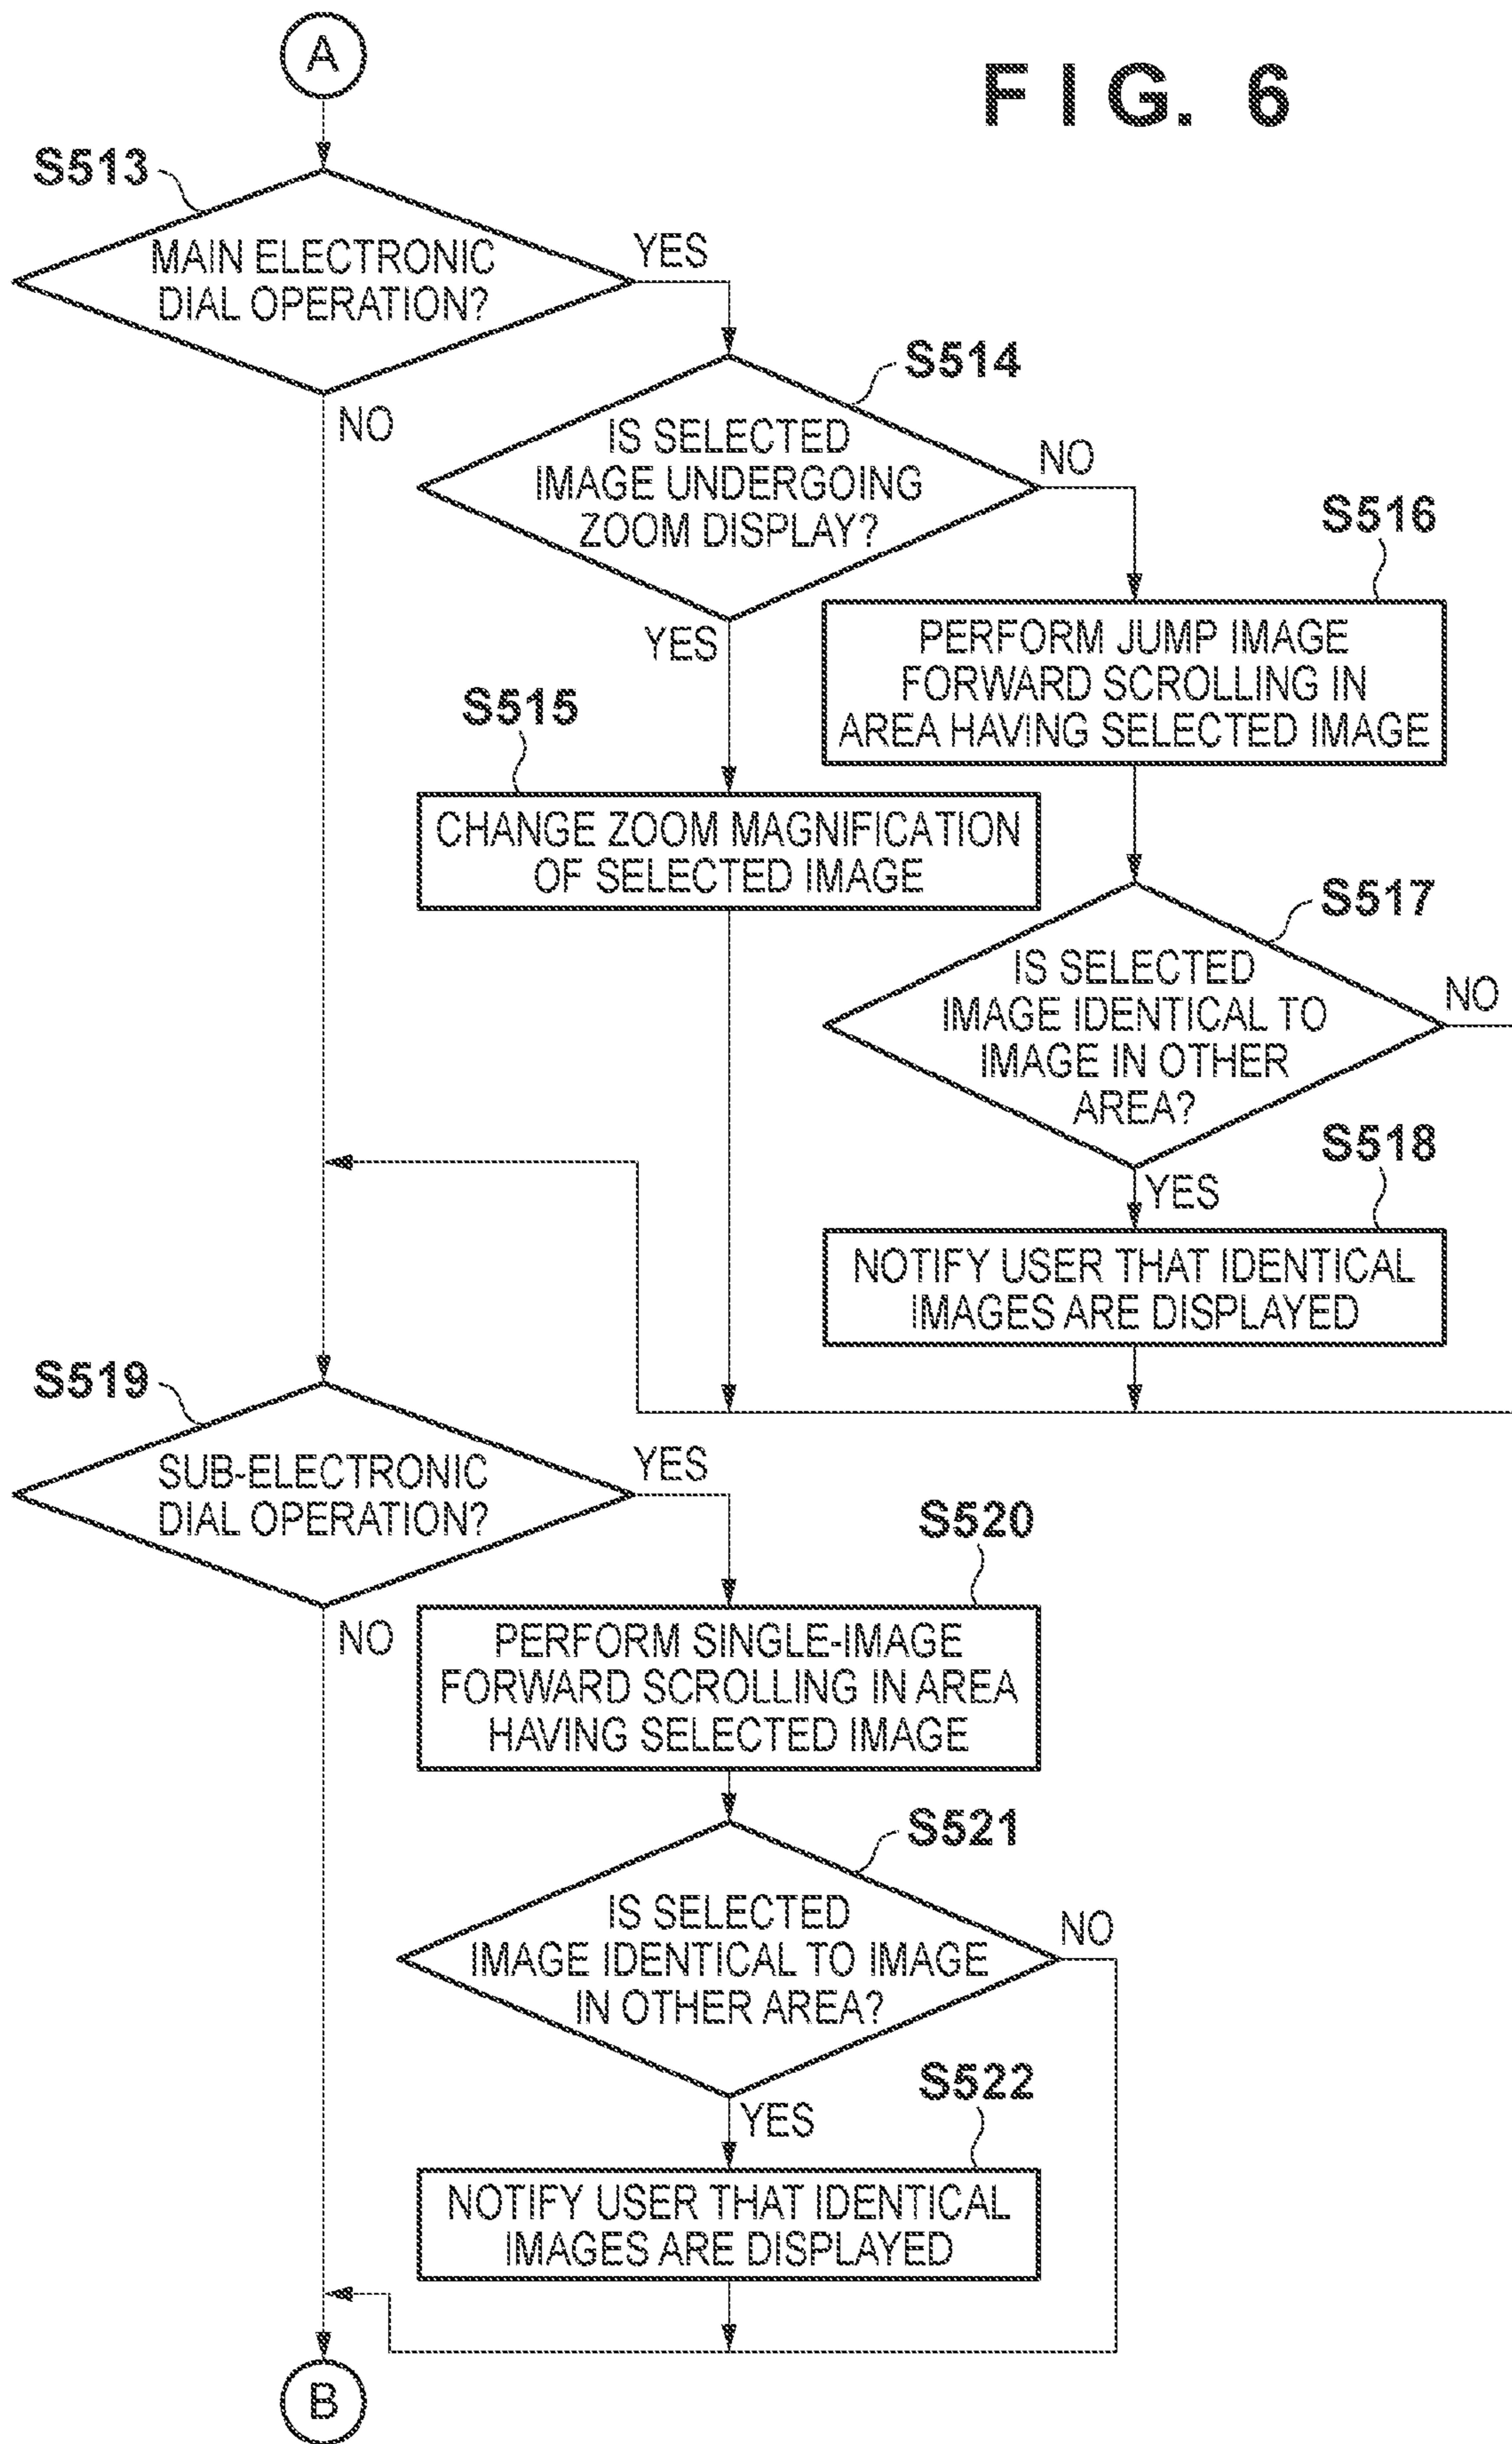 A
FIG. 6
S513
MAIN ELECTRONIC
DIAL OPERATION?
YES
NO
S514
IS SELECTED
IMAGE UNDERGOING
ZOOM DISPLAY?
NO
YES
S516
PERFORM JUMP IMAGE
FORWARD SCROLLING IN
AREA HAVING SELECTED IMAGE
S515
CHANGE ZOOM MAGNIFICATION
OF SELECTED IMAGE
S517
IS SELECTED
IMAGE IDENTICAL TO
IMAGE IN OTHER
AREA?
NO
YES
S518
NOTIFY USER THAT IDENTICAL
IMAGES ARE DISPLAYED
S519
SUB-ELECTRONIC
DIAL OPERATION?
YES
NO
S520
PERFORM SINGLE-IMAGE
FORWARD SCROLLING IN AREA
HAVING SELECTED IMAGE
S521
IS SELECTED
IMAGE IDENTICAL TO IMAGE
IN OTHER AREA?
NO
YES
S522
NOTIFY USER THAT IDENTICAL
IMAGES ARE DISPLAYED
B